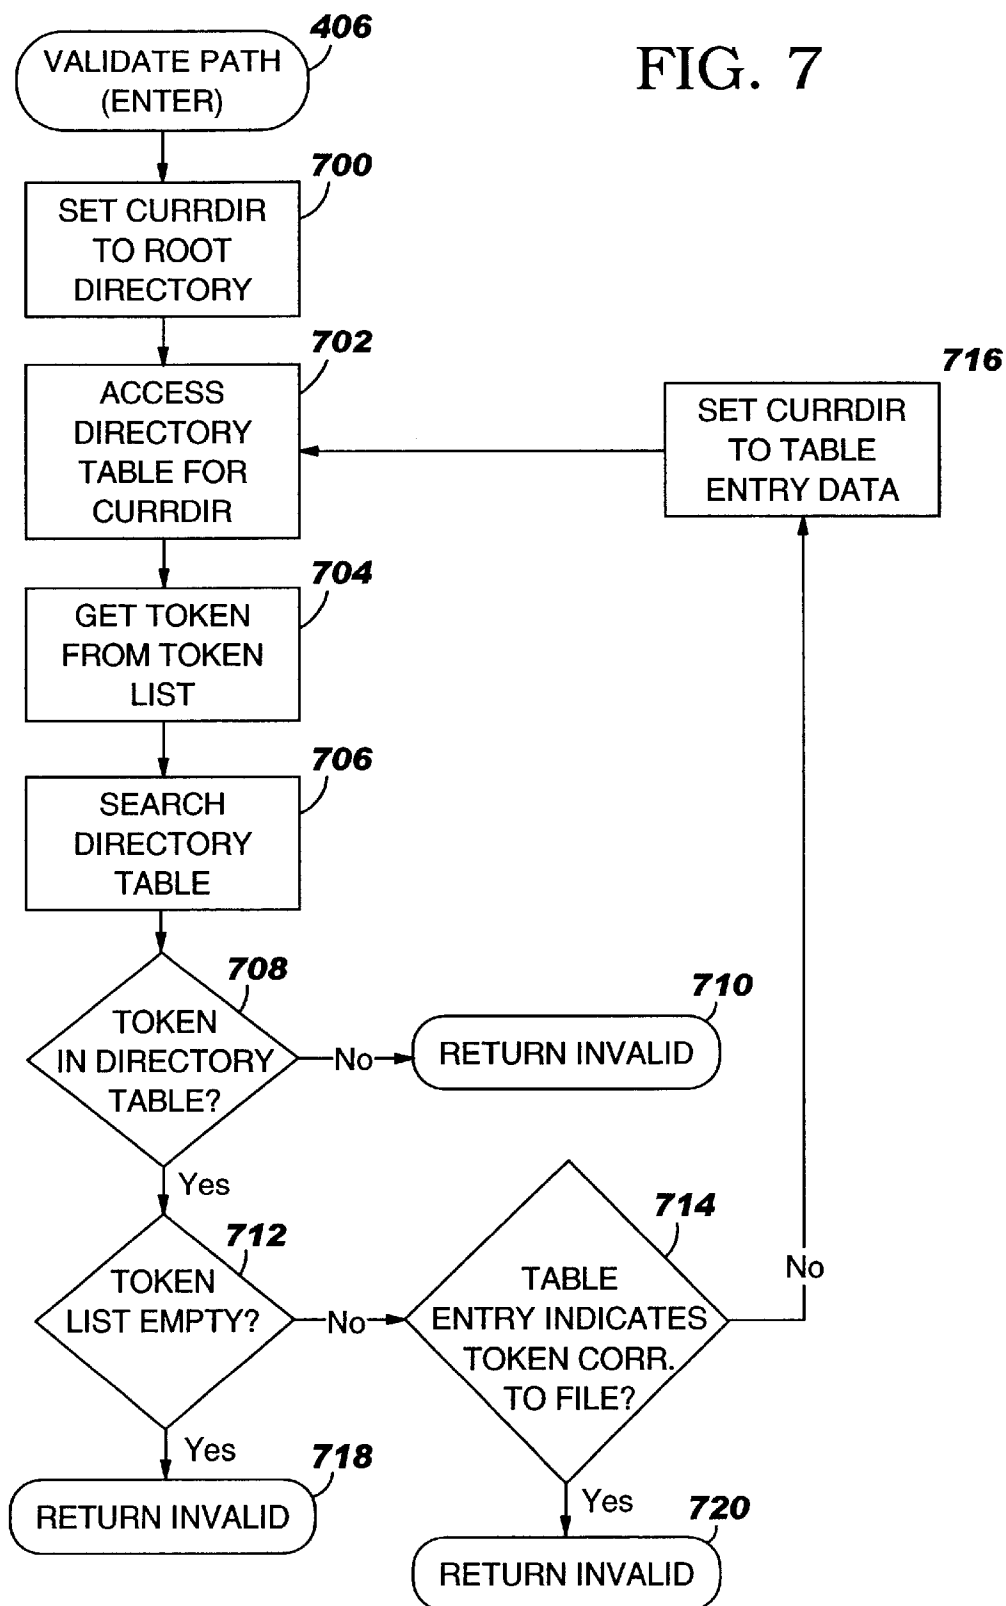 406
VALIDATE PATH
(ENTER)
FIG. 7
700
SET CURRDIR
TO ROOT
DIRECTORY
702
ACCESS
DIRECTORY
TABLE FOR
CURRDIR
716
SET CURRDIR
TO TABLE
ENTRY DATA
704
GET TOKEN
FROM TOKEN
LIST
706
SEARCH
DIRECTORY
TABLE
708
TOKEN
IN DIRECTORY
TABLE?
No
710
RETURN INVALID
Yes
712
TOKEN
LIST EMPTY?
No
714
TABLE
ENTRY INDICATES
TOKEN CORR.
TO FILE?
No
Yes
718
RETURN INVALID
Yes
720
RETURN INVALID